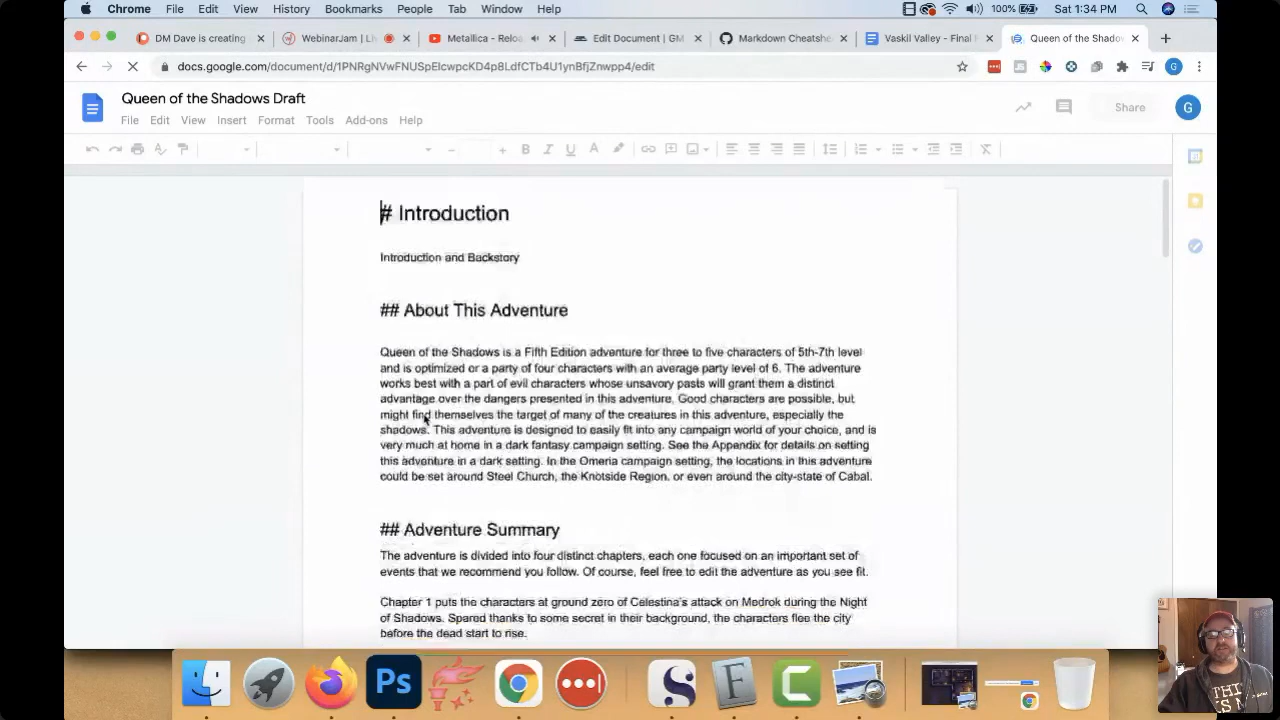 Chrome File Edit View History Bookmarks People Tab Window Help 100% Sat 1:34 PM
DM Dave is creating WebinarJam | Li Metallica - Reloa Edit Document | GM Markdown Cheatshe Vaskil Valley - Final M Queen of the Shadow
docs.google.com/document/d/1PNRgNVwFNUSpElcwpcKD4p8LdfCTb4U1ynBfjZnwpp4/edit
Queen of the Shadows Draft
File Edit View Insert Format Tools Add-ons Help
Share
G
# Introduction
Introduction and Backstory
## About This Adventure
Queen of the Shadows is a Fifth Edition adventure for three to five characters of 5th-7th level
and is optimized or a party of four characters with an average party level of 6. The adventure
works best with a part of evil characters whose unsavory pasts will grant them a distinct
advantage over the dangers presented in this adventure. Good characters are possible, but
might find themselves the target of many of the creatures in this adventure, especially the
shadows. This adventure is designed to easily fit into any campaign world of your choice, and is
very much at home in a dark fantasy campaign setting. See the Appendix for details on setting
this adventure in a dark setting. In the Omeria campaign setting, the locations in this adventure
could be set around Steel Church, the Knotside Region, or even around the city-state of Cabal.
## Adventure Summary
The adventure is divided into four distinct chapters, each one focused on an important set of
events that we recommend you follow. Of course, feel free to edit the adventure as you see fit.
Chapter 1 puts the characters at ground zero of Celestina's attack on Medrok during the Night
of Shadows. Spared thanks to some secret in their background, the characters flee the city
before the dead start to rise.
Ps
THI
IS M